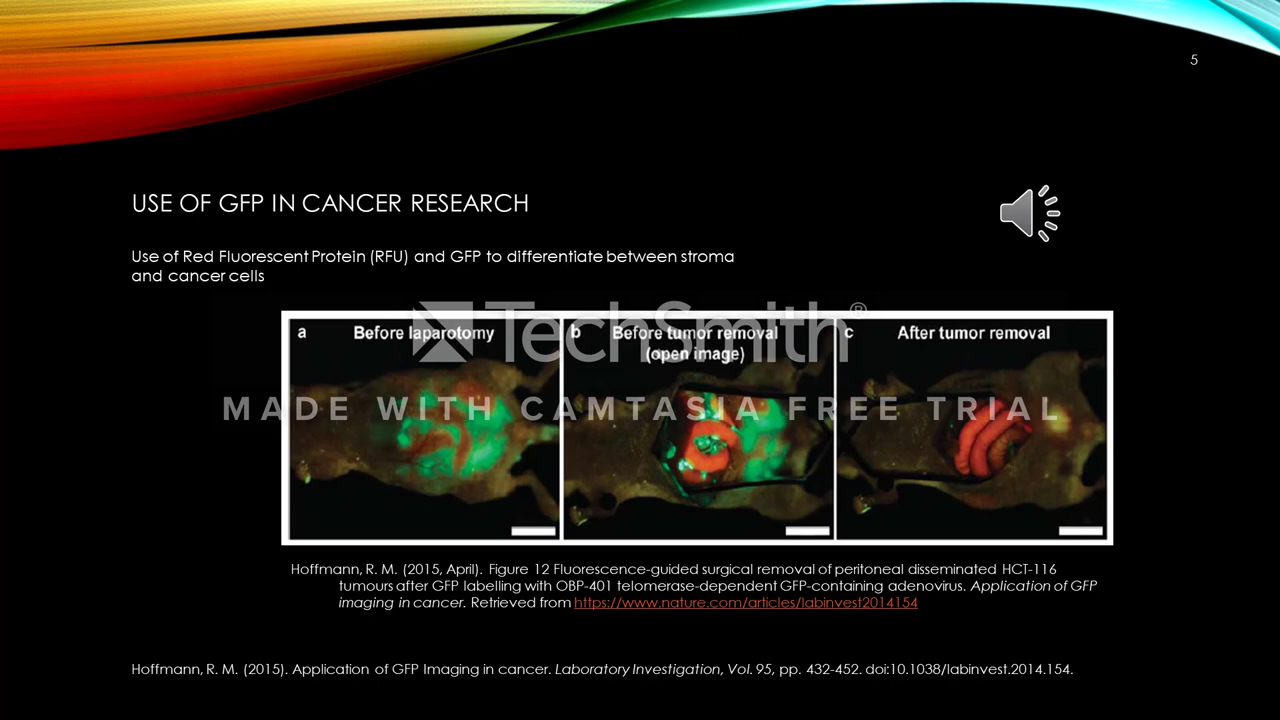 5
USE OF GFP IN CANCER RESEARCH
Use of Red Fluorescent Protein (RFU) and GFP to differentiate between stroma
and cancer cells
TechSmith®
a Before laparotomy
b Before tumor removal
(open image)
c After tumor removal
MADE WITH CAMTASIA FREE TRIAL
Hoffmann, R. M. (2015, April). Figure 12 Fluorescence-guided surgical removal of peritoneal disseminated HCT-116
tumours after GFP labelling with OBP-401 telomerase-dependent GFP-containing adenovirus. Application of GFP
imaging in cancer. Retrieved from https://www.nature.com/articles/labinvest2014154
Hoffmann, R. M. (2015). Application of GFP Imaging in cancer. Laboratory Investigation, Vol. 95, pp. 432-452. doi:10.1038/labinvest.2014.154.